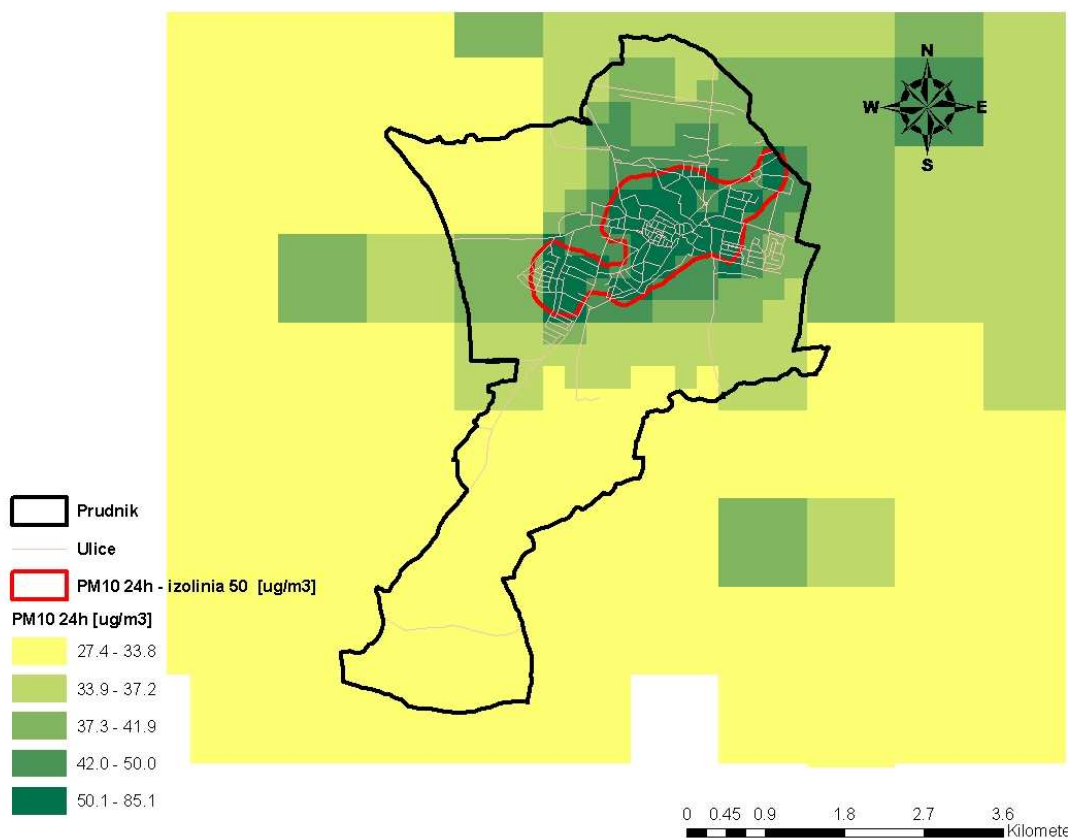 N
W E
S
Prudnik
Ulice
PM10 24h - izolinia 50 [ug/m3]
PM10 24h [ug/m3]
27.4 - 33.8
33.9 - 37.2
37.3 - 41.9
42.0 - 50.0
50.1 - 85.1
0 0.45 0.9 1.8 2.7 3.6
Kilomete